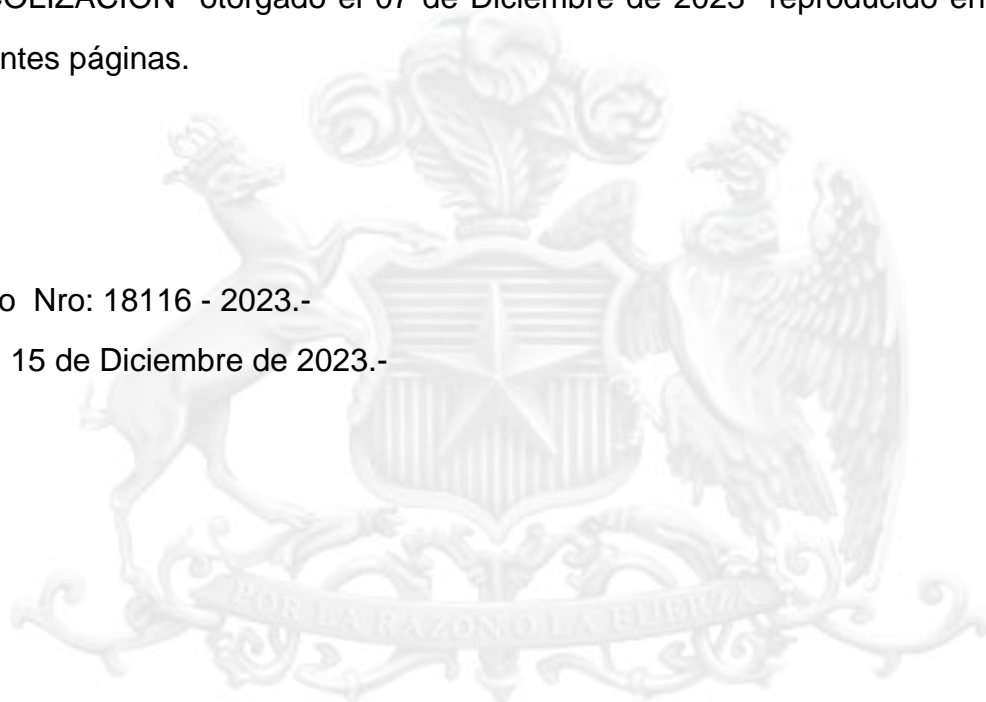 COLIZACION otorgado el 07 de Diciembre de 2023 reproducido en
ntes páginas.
o Nro: 18116 - 2023.-
15 de Diciembre de 2023.-
POR LA RAZON O LA FUERZA